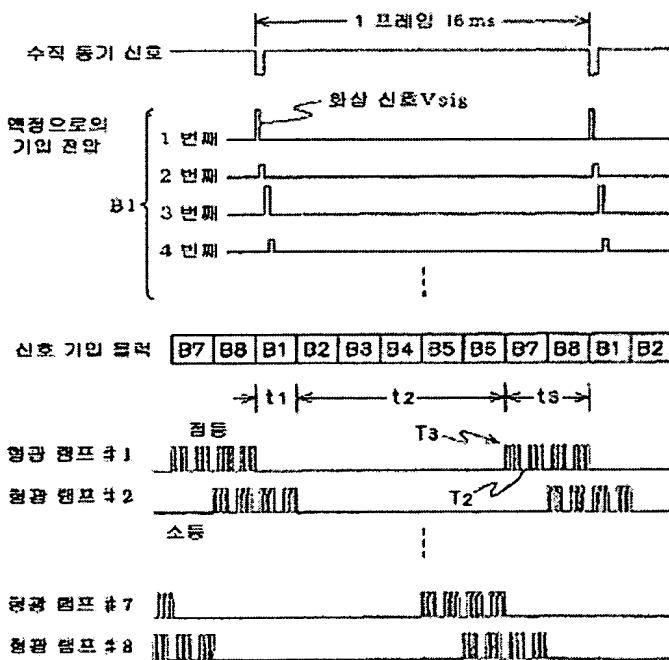 1 프레임 16ms
수직 동기 신호
화상 신호Vsig
액정으로의
기입 전압
1 번째
2 번째
B1
3 번째
4 번째
신호 기입 블럭 B7 B8 B1 B2 B3 B4 B5 B6 B7 B8 B1 B2
t1 t2 t3
점등
T3
형광 램프 #1
T2
형광 램프 #2
소등
형광 램프 #7
형광 램프 #8